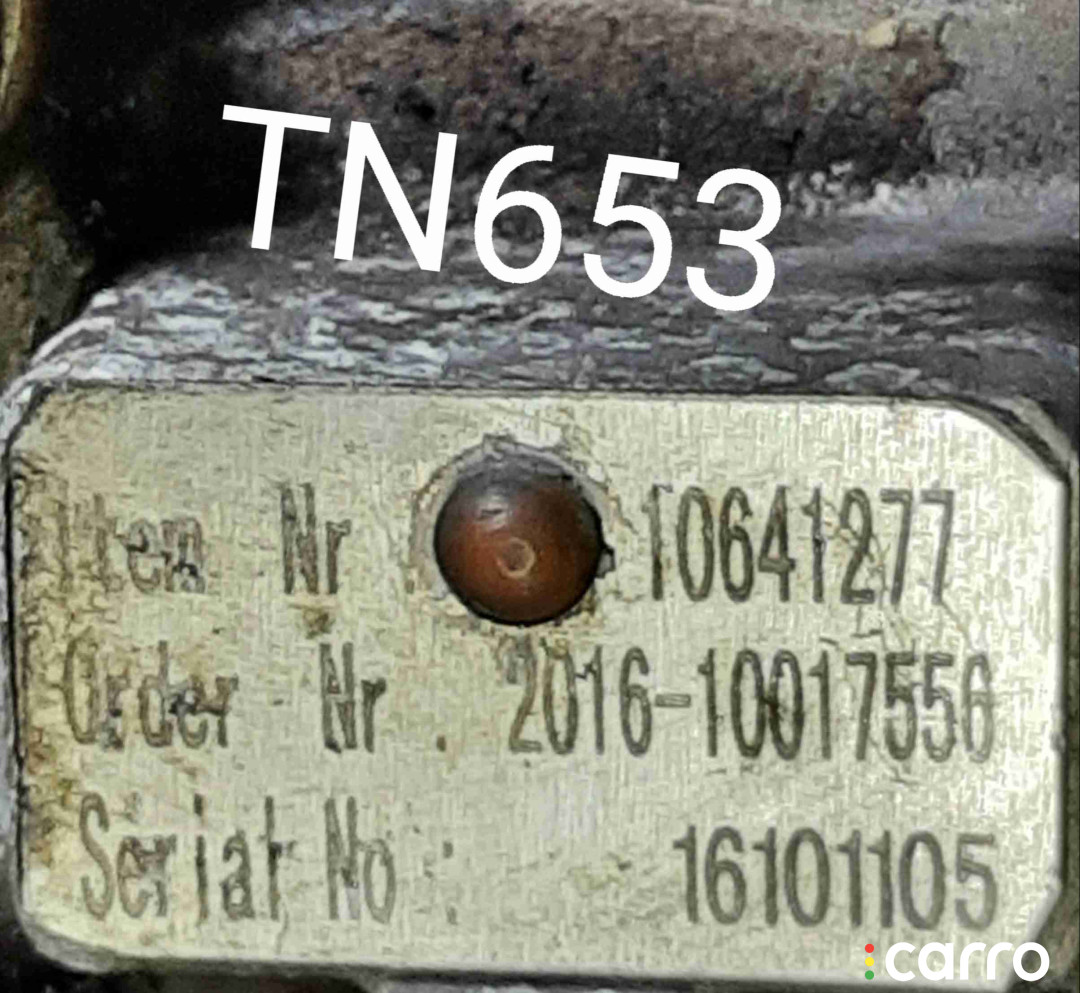 TN653
Item Nr 10641277
Order Nr . 2016-10017556
Serial No : 16101105
carro